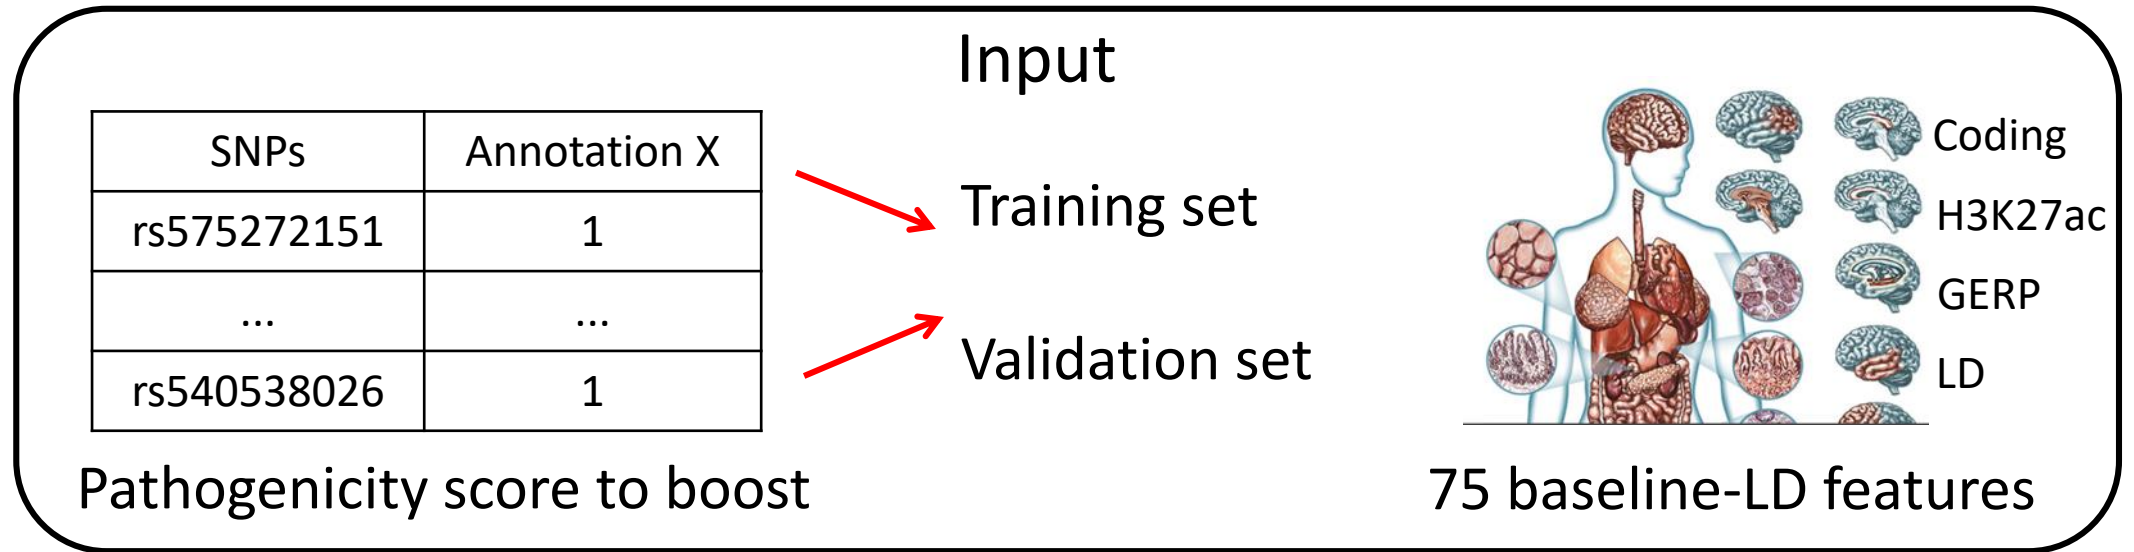 Input
SNPs Annotation X
rs575272151 1
... ...
rs540538026 1
Pathogenicity score to boost
Training set
Validation set
Coding
H3K27ac
GERP
LD
75 baseline-LD features